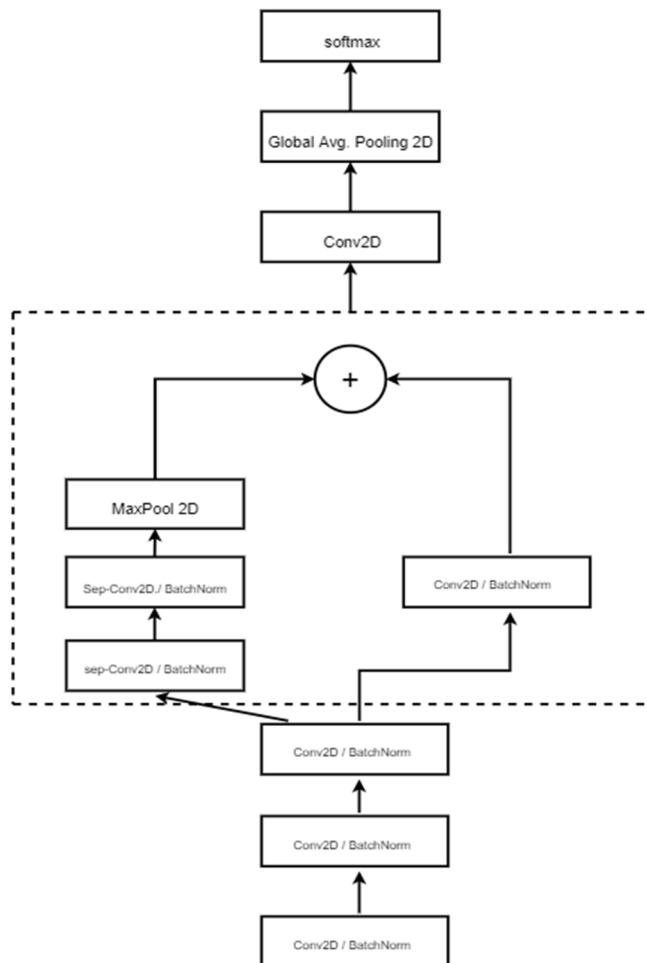 softmax
Global Avg. Pooling 2D
Conv2D
+
MaxPool 2D
Sep-Conv2D./ BatchNorm
Conv2D / BatchNorm
sep-Conv2D / BatchNorm
Conv2D / BatchNorm
Conv2D / BatchNorm
Conv2D / BatchNorm